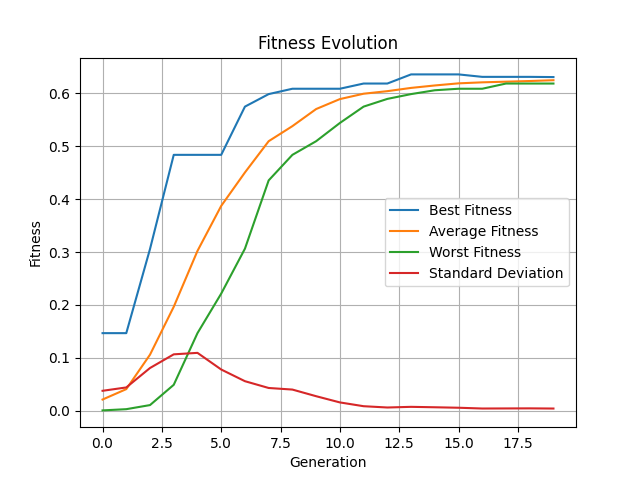 Fitness Evolution
Fitness
0.6
0.5
0.4
0.3
0.2
0.1
0.0
Best Fitness
Average Fitness
Worst Fitness
Standard Deviation
0.0 2.5 5.0 7.5 10.0 12.5 15.0 17.5
Generation